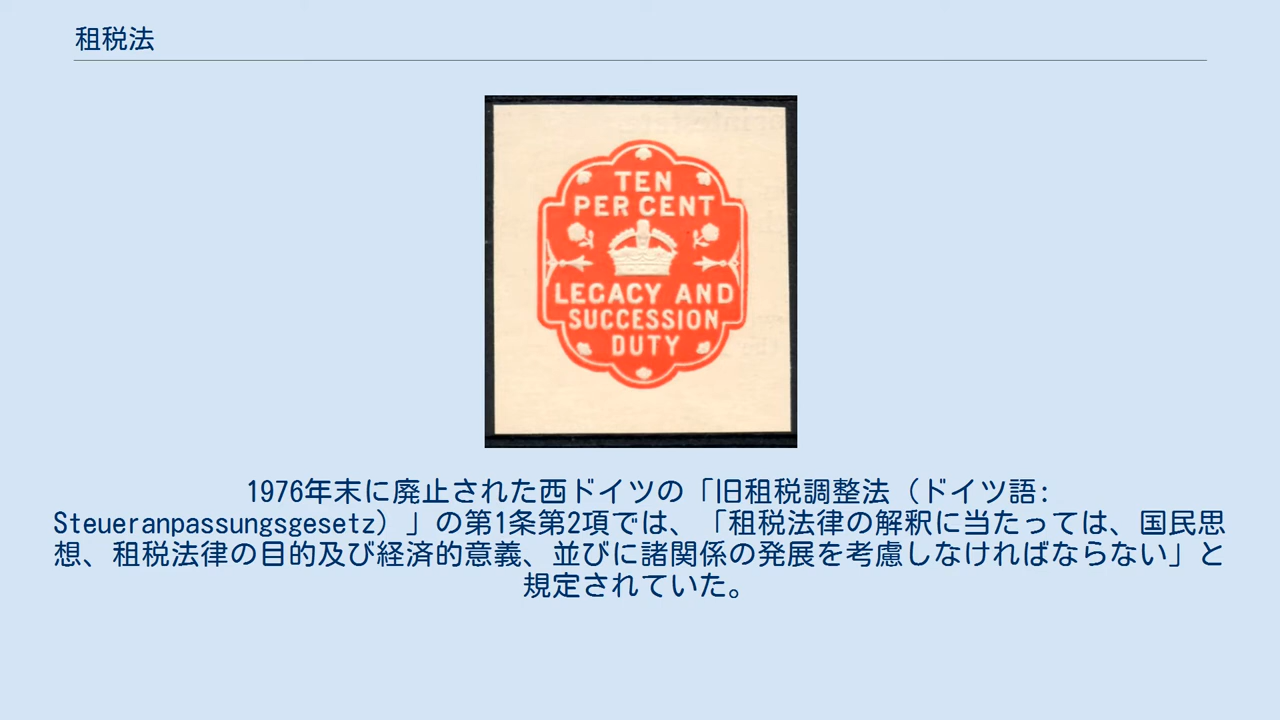 租税法
TEN
PER CENT
LEGACY AND
SUCCESSION
DUTY
1976年末に廃止された西ドイツの「旧租税調整法（ドイツ語:
Steueranpassungsgesetz）」の第1条第2項では、「租税法律の解釈に当たっては、国民思
想、租税法律の目的及び経済的意義、並びに諸関係の発展を考慮しなければならない」と
規定されていた。